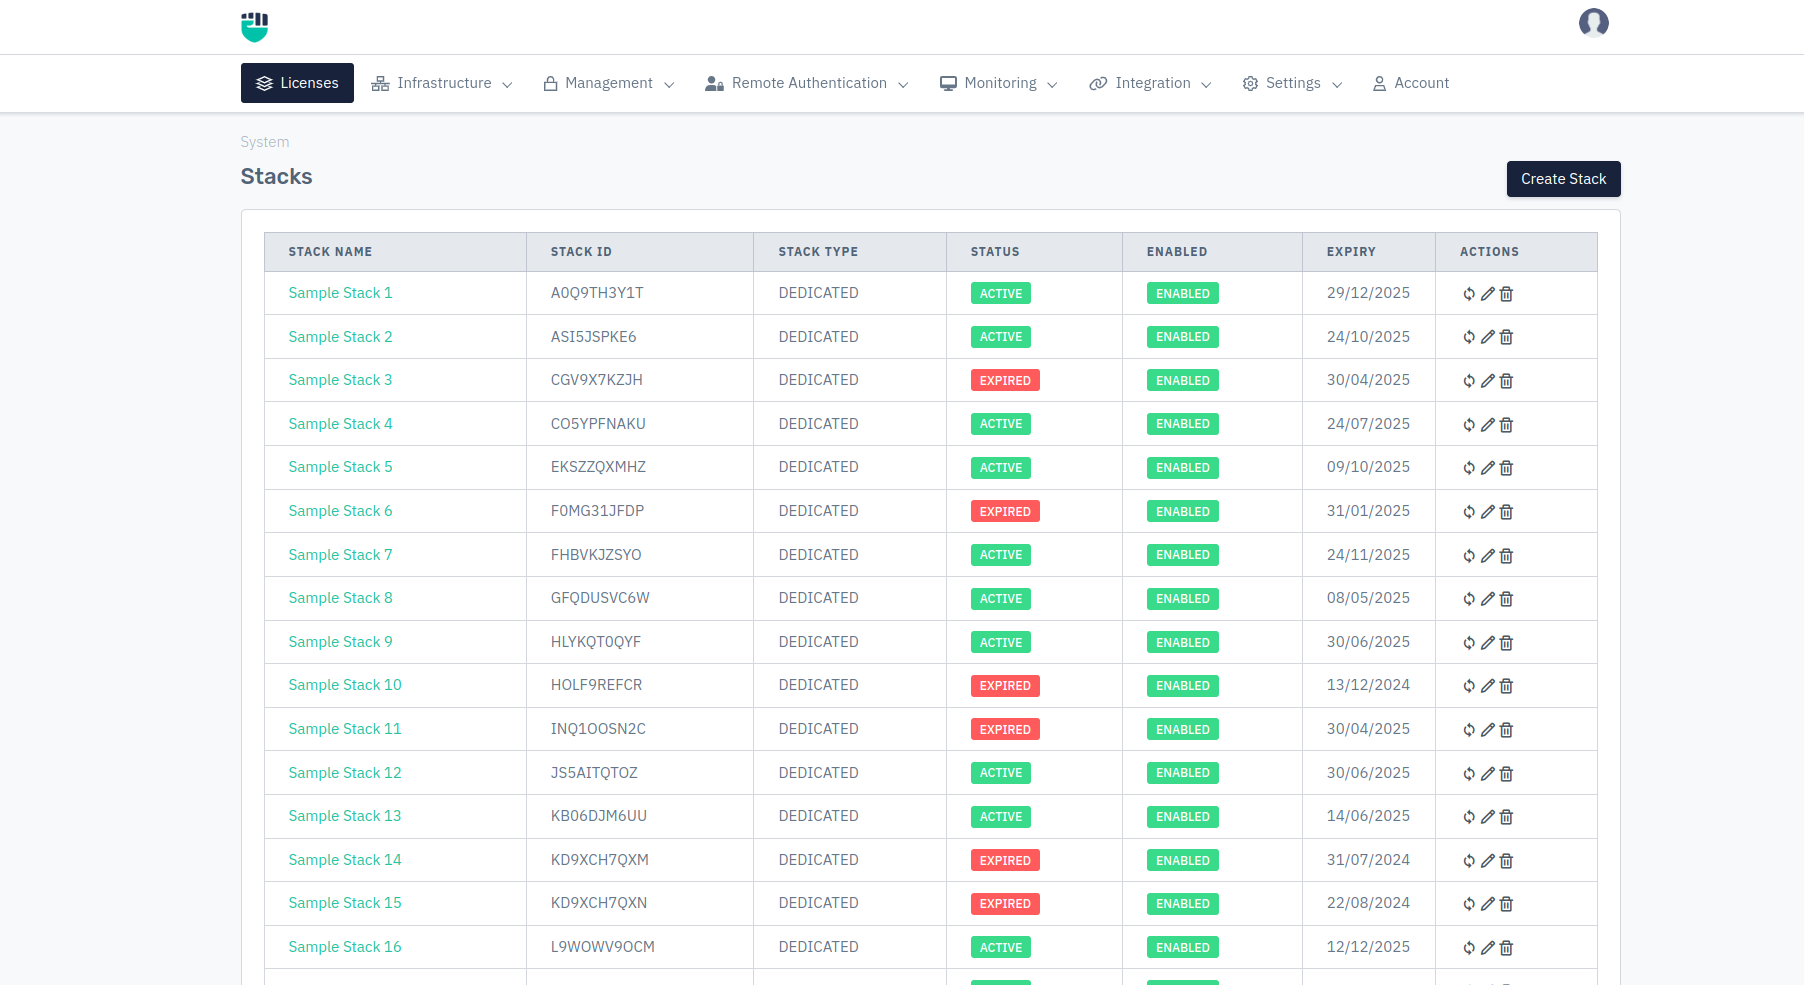 Licenses Infrastructure Management Remote Authentication Monitoring Integration Settings Account
System
Stacks
Create Stack
STACK NAME STACK ID STACK TYPE STATUS ENABLED EXPIRY ACTIONS
Sample Stack 1 A0Q9TH3Y1T DEDICATED ACTIVE ENABLED 29/12/2025
Sample Stack 2 ASI5JSPKE6 DEDICATED ACTIVE ENABLED 24/10/2025
Sample Stack 3 CGV9X7KZJH DEDICATED EXPIRED ENABLED 30/04/2025
Sample Stack 4 CO5YPFNAKU DEDICATED ACTIVE ENABLED 24/07/2025
Sample Stack 5 EKSZZQXMHZ DEDICATED ACTIVE ENABLED 09/10/2025
Sample Stack 6 F0MG31JFDP DEDICATED EXPIRED ENABLED 31/01/2025
Sample Stack 7 FHBVKJZSYO DEDICATED ACTIVE ENABLED 24/11/2025
Sample Stack 8 GFQDUSVC6W DEDICATED ACTIVE ENABLED 08/05/2025
Sample Stack 9 HLYKQT0QYF DEDICATED ACTIVE ENABLED 30/06/2025
Sample Stack 10 HOLF9REFCR DEDICATED EXPIRED ENABLED 13/12/2024
Sample Stack 11 INQ1OOSN2C DEDICATED EXPIRED ENABLED 30/04/2025
Sample Stack 12 JS5AITQTOZ DEDICATED ACTIVE ENABLED 30/06/2025
Sample Stack 13 KB06DJM6UU DEDICATED ACTIVE ENABLED 14/06/2025
Sample Stack 14 KD9XCH7QXM DEDICATED EXPIRED ENABLED 31/07/2024
Sample Stack 15 KD9XCH7QXN DEDICATED EXPIRED ENABLED 22/08/2024
Sample Stack 16 L9WOWV9OCM DEDICATED ACTIVE ENABLED 12/12/2025